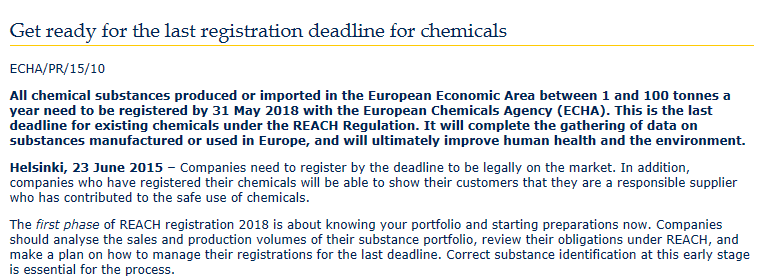 Get ready for the last registration deadline for chemicals
ECHA/PR/15/10
All chemical substances produced or imported in the European Economic Area between 1 and 100 tonnes a
year need to be registered by 31 May 2018 with the European Chemicals Agency (ECHA). This is the last
deadline for existing chemicals under the REACH Regulation. It will complete the gathering of data on
substances manufactured or used in Europe, and will ultimately improve human health and the environment.
Helsinki, 23 June 2015 – Companies need to register by the deadline to be legally on the market. In addition,
companies who have registered their chemicals will be able to show their customers that they are a responsible supplier
who has contributed to the safe use of chemicals.
The first phase of REACH registration 2018 is about knowing your portfolio and starting preparations now. Companies
should analyse the sales and production volumes of their substance portfolio, review their obligations under REACH, and
make a plan on how to manage their registrations for the last deadline. Correct substance identification at this early stage
is essential for the process.